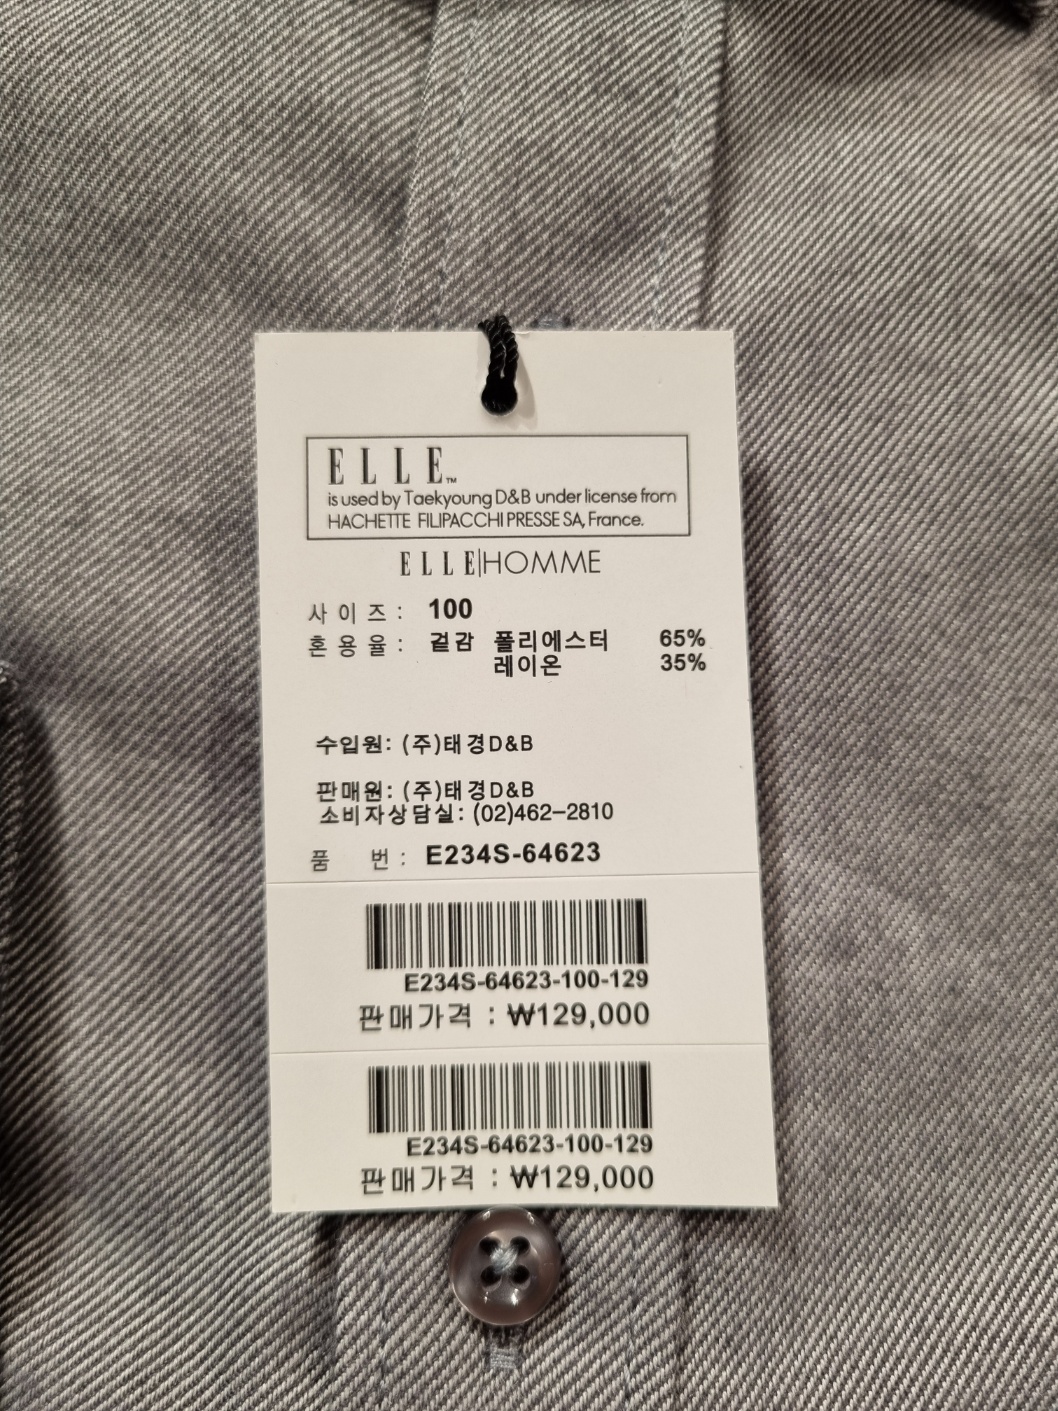 ELLE™
is used by Taekyoung D&B under license from
HACHETTE FILIPACCHI PRESSE SA, France.
ELLE|HOMME
사 이 즈 : 100
혼 용 율 : 겉감 폴리에스터 65%
레이온 35%
수입원: (주)태경D&B
판매원: (주)태경D&B
소비자상담실: (02)462-2810
품 번 : E234S-64623
E234S-64623-100-129
판매가격 : ₩129,000
E234S-64623-100-129
판매가격 : ₩129,000